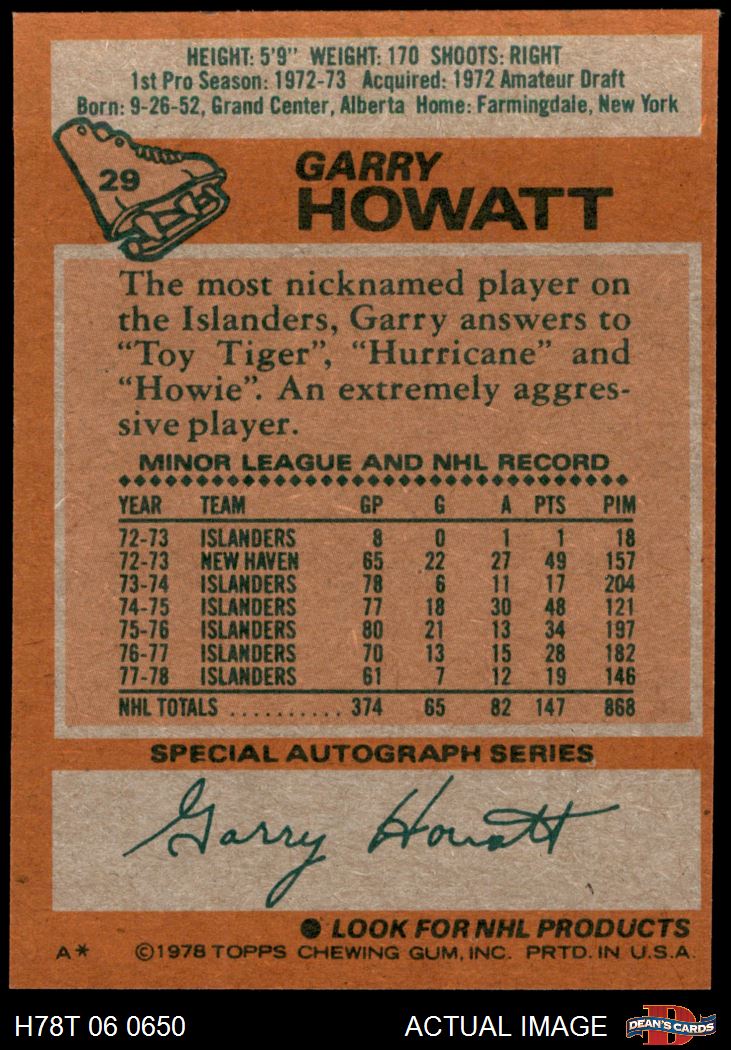 HEIGHT: 5'9" WEIGHT: 170 SHOOTS: RIGHT
1st Pro Season: 1972-73 Acquired: 1972 Amateur Draft
Born: 9-26-52, Grand Center, Alberta Home: Farmingdale, New York
29
GARRY
HOWATT
The most nicknamed player on
the Islanders, Garry answers to
“Toy Tiger”, “Hurricane” and
“Howie”. An extremely aggres-
sive player.
MINOR LEAGUE AND NHL RECORD
YEAR TEAM GP G A PTS PIM
72-73 ISLANDERS 8 0 1 1 18
72-73 NEW HAVEN 65 22 27 49 157
73-74 ISLANDERS 78 6 11 17 204
74-75 ISLANDERS 77 18 30 48 121
75-76 ISLANDERS 80 21 13 34 197
76-77 ISLANDERS 70 13 15 28 182
77-78 ISLANDERS 61 7 12 19 146
NHL TOTALS .......... 374 65 82 147 868
SPECIAL AUTOGRAPH SERIES
Garry Howatt
● LOOK FOR NHL PRODUCTS
A* ©1978 TOPPS CHEWING GUM, INC. PRTD. IN U.S.A.
H78T 06 0650 ACTUAL IMAGE D DEAN'S CARDS